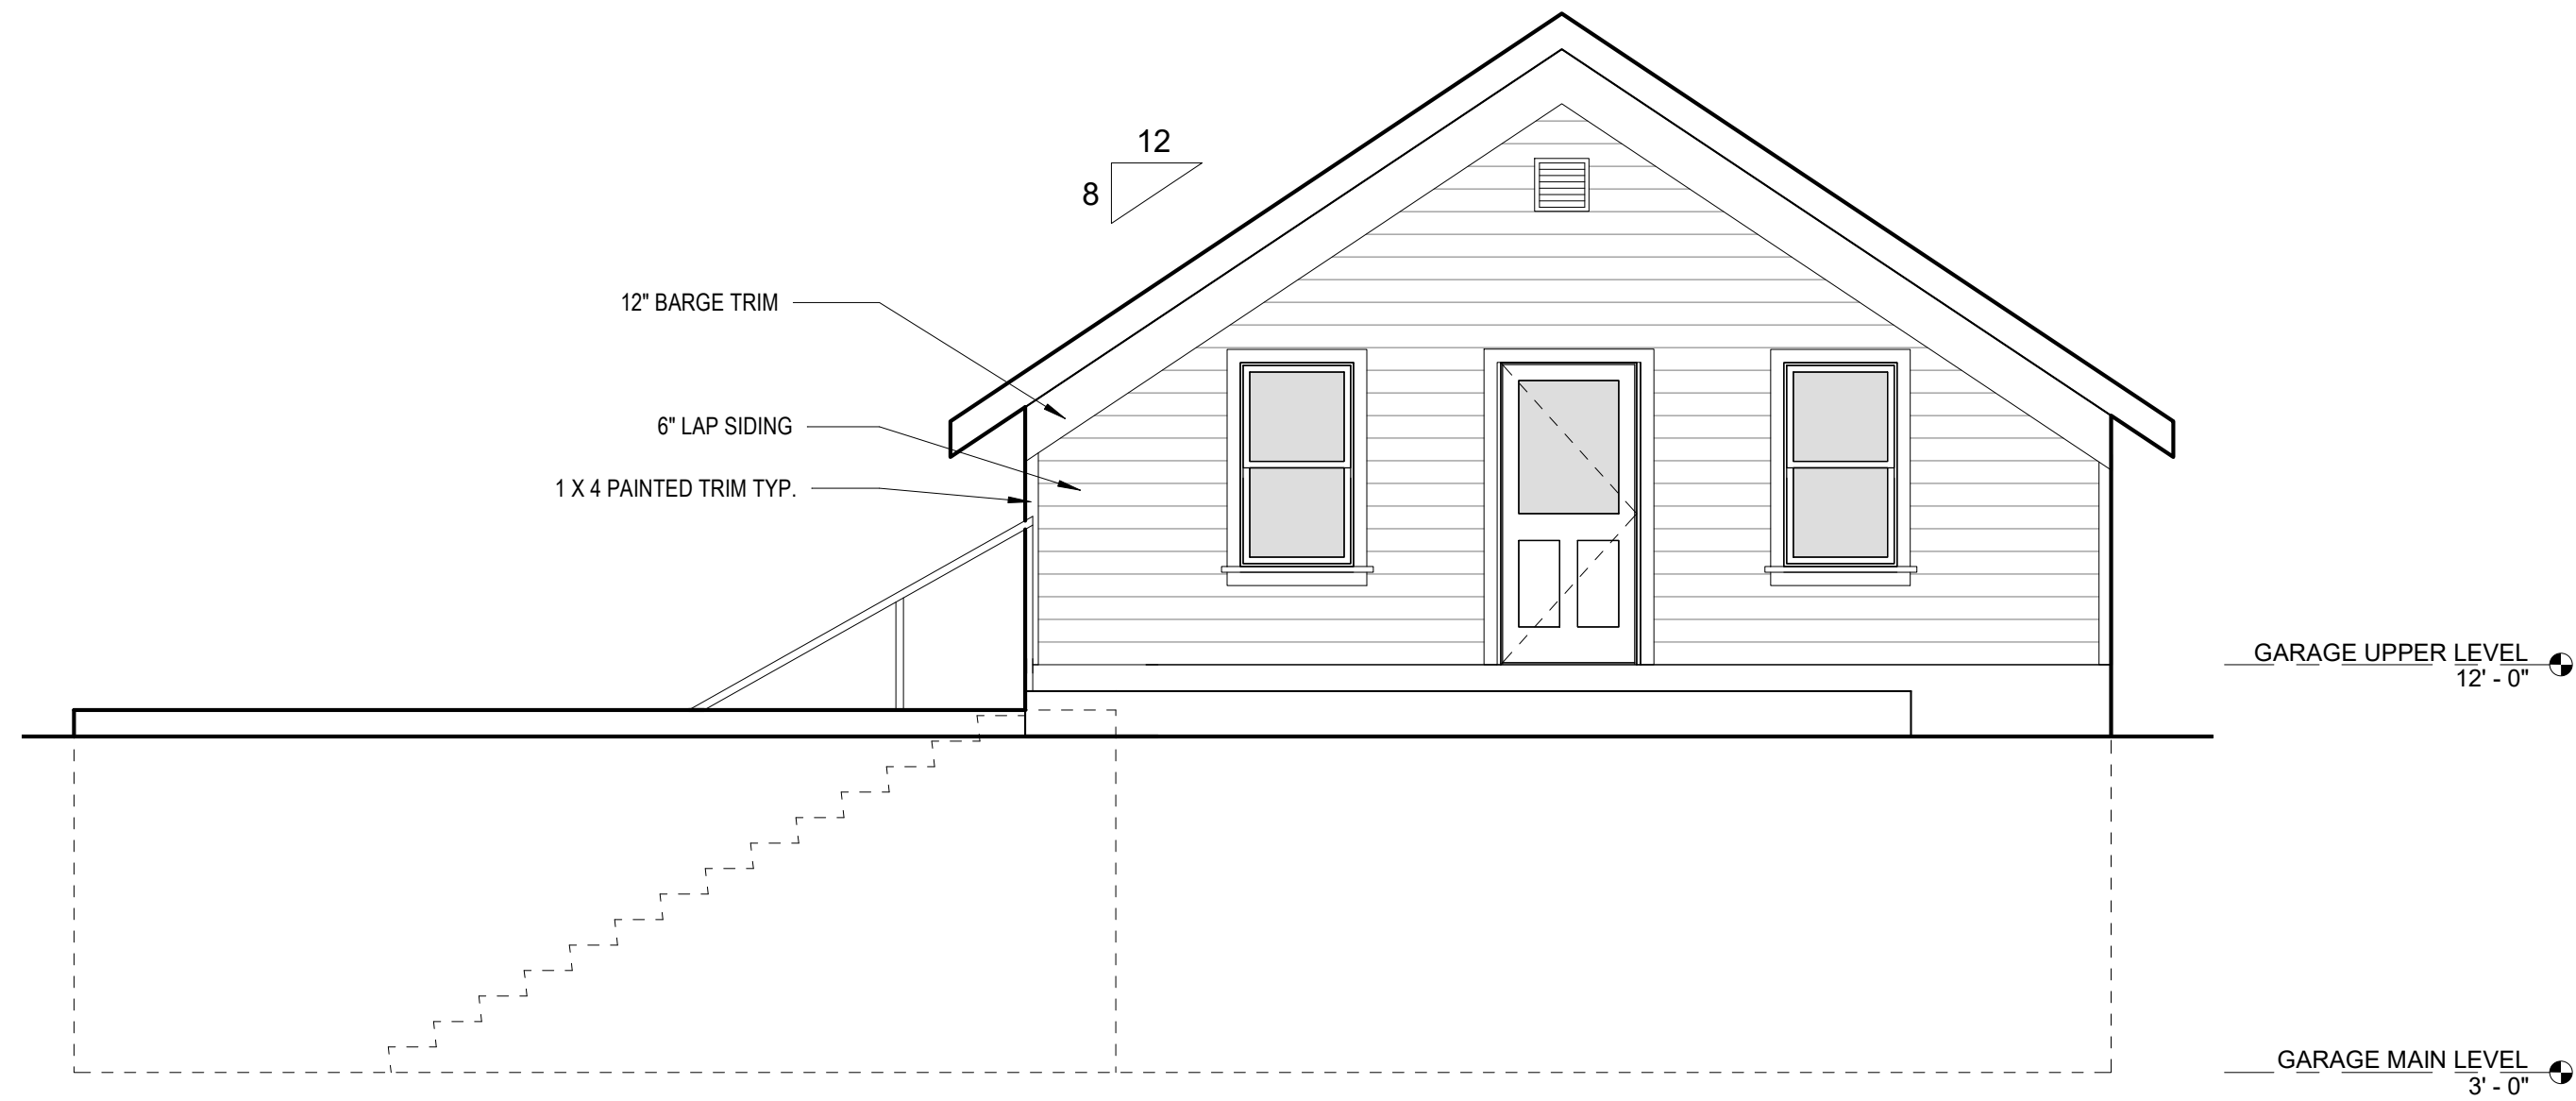 12
8
12" BARGE TRIM
6" LAP SIDING
1 X 4 PAINTED TRIM TYP.
GARAGE UPPER LEVEL
12' - 0"
GARAGE MAIN LEVEL
3' - 0"